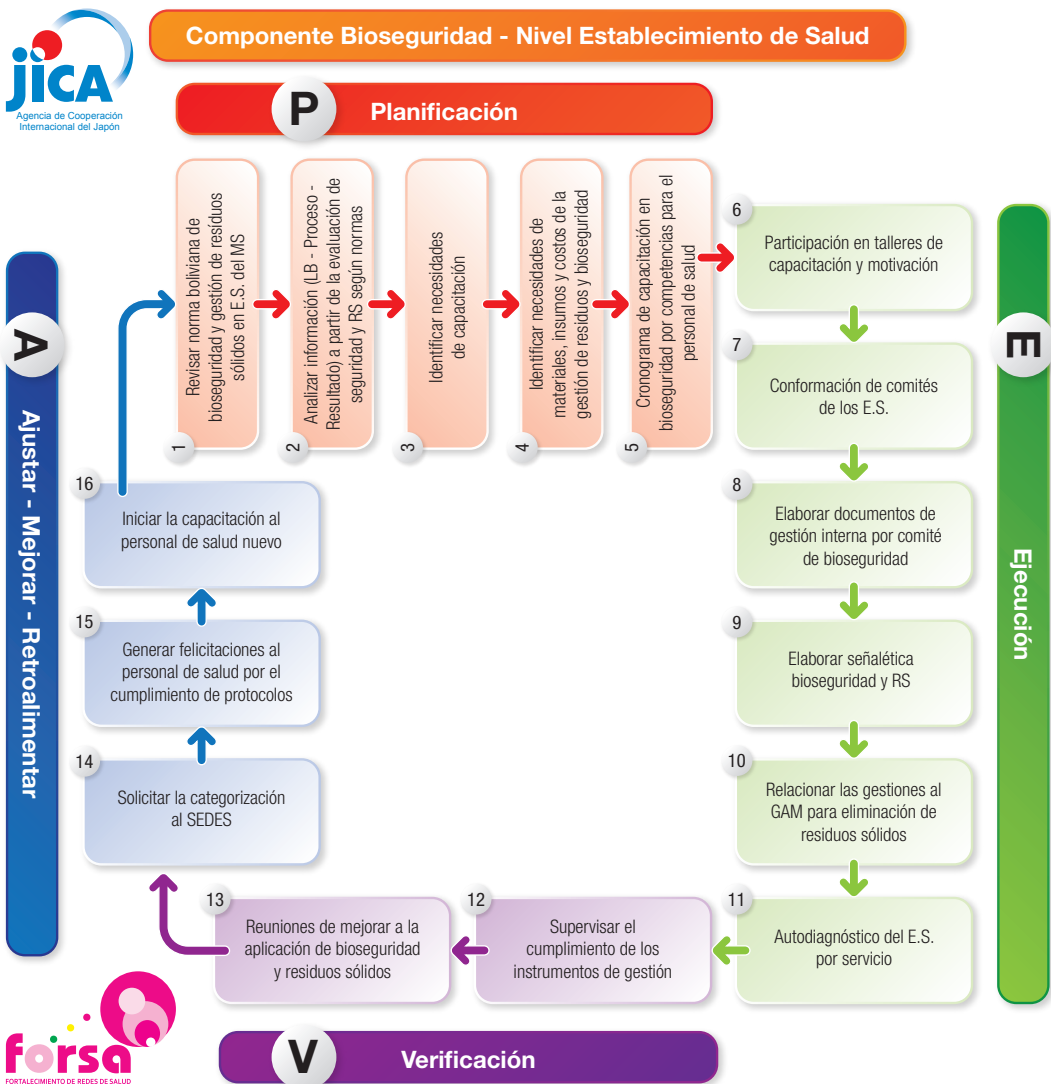 Componente Bioseguridad - Nivel Establecimiento de Salud
jica
Agencia de Cooperación
Internacional del Japón
P
Planificación
1
Revisar norma boliviana de
bioseguridad y gestión de resíduos
sólidos en E.S. del MS
2
Analizar información (LB - Proceso -
Resultado) a partir de la evaluación de
seguridad y RS según normas
3
Identificar necesidades
de capacitación
4
Identificar necesidades de
materiales, insumos y costos de la
gestión de residuos y bioseguridad
5
Cronograma de capacitación en
bioseguridad por competencias para el
personal de salud
E
Ejecución
6
Participación en talleres de
capacitación y motivación
7
Conformación de comités
de los E.S.
8
Elaborar documentos de
gestión interna por comité
de bioseguridad
9
Elaborar señalética
bioseguridad y RS
10
Relacionar las gestiones al
GAM para eliminación de
residuos sólidos
11
Autodiagnóstico del E.S.
por servicio
12
Supervisar el
cumplimiento de los
instrumentos de gestión
13
Reuniones de mejorar a la
aplicación de bioseguridad
y residuos sólidos
V
Verificación
14
Solicitar la categorización
al SEDES
15
Generar felicitaciones al
personal de salud por el
cumplimiento de protocolos
16
Iniciar la capacitación al
personal de salud nuevo
A
Ajustar - Mejorar - Retroalimentar
forsa
FORTALECIMIENTO DE REDES DE SALUD